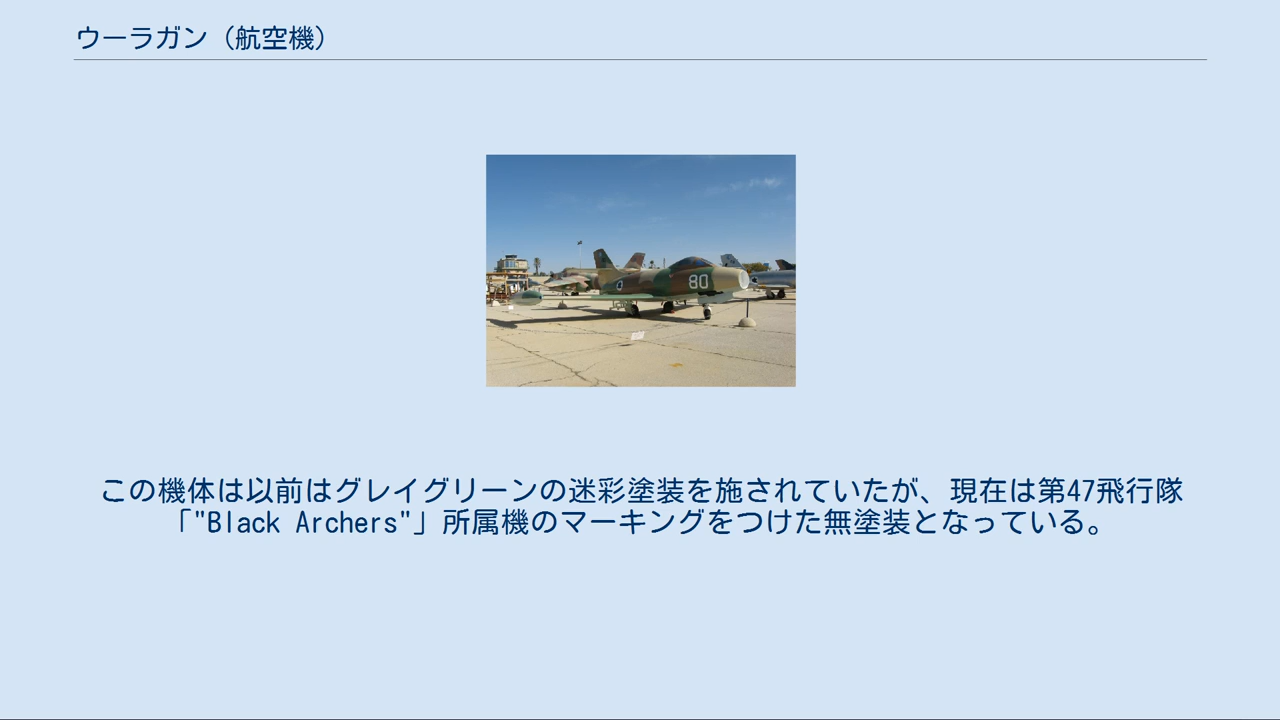 ウーラガン（航空機）
80
この機体は以前はグレイグリーンの迷彩塗装を施されていたが、現在は第47飛行隊
「"Black Archers"」所属機のマーキングをつけた無塗装となっている。